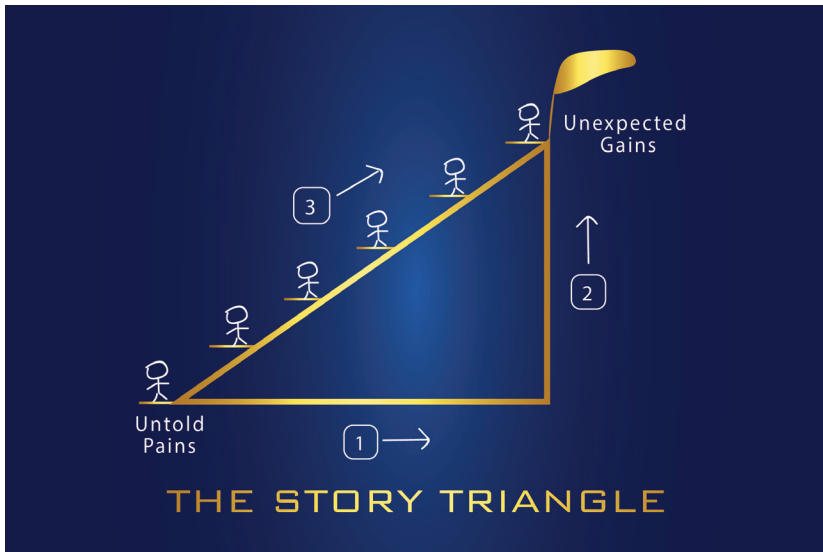 Unexpected
Gains
3
2
Untold
Pains
1
THE STORY TRIANGLE